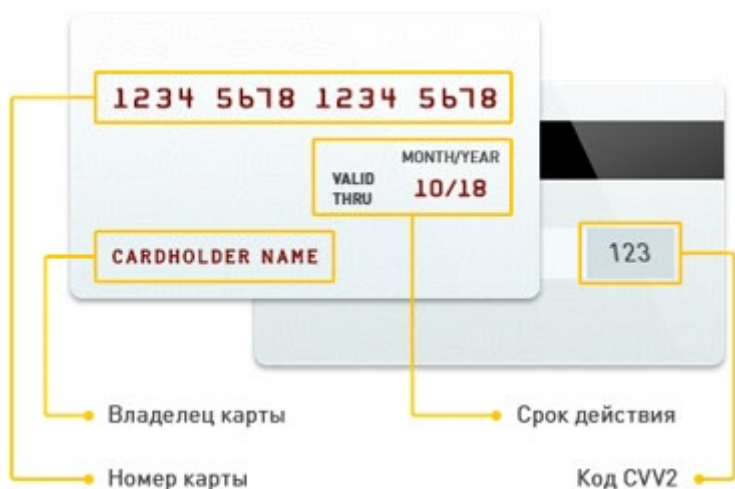 1234 5678 1234 5678
MONTH/YEAR
VALID THRU 10/18
CARDHOLDER NAME
123
Владелец карты
Срок действия
Номер карты
Код CVV2